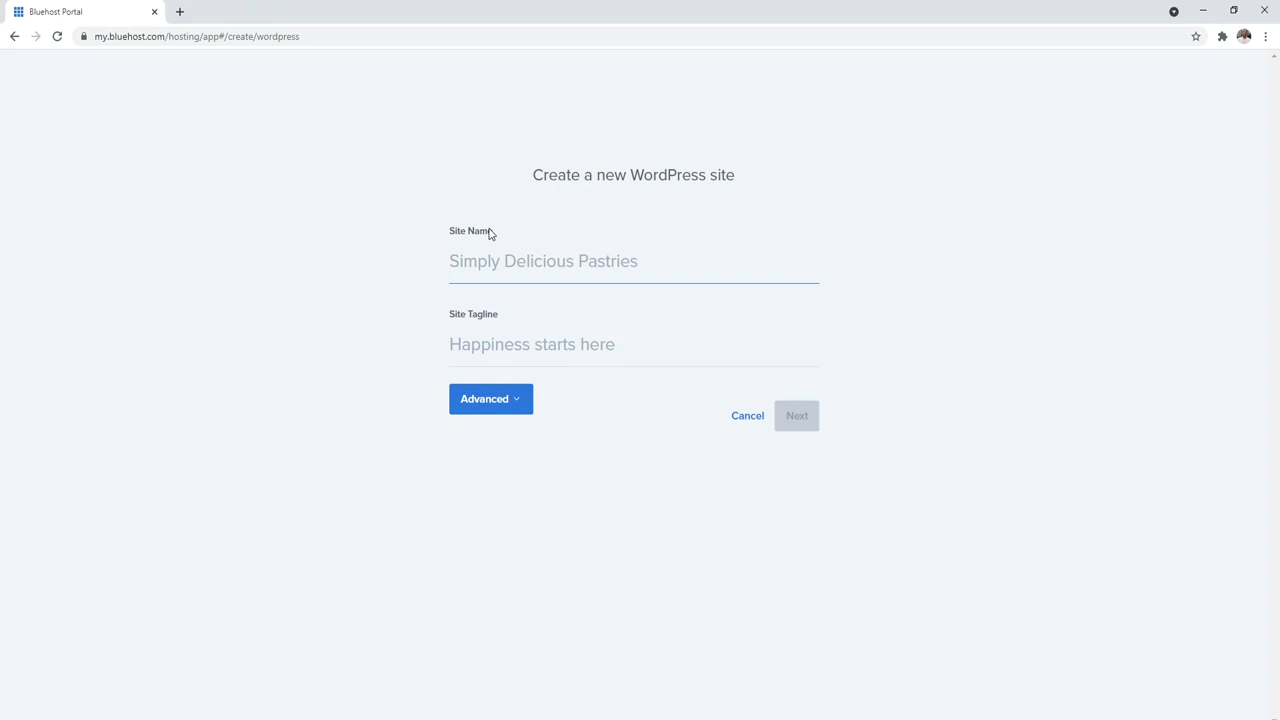 Bluehost Portal
my.bluehost.com/hosting/app#/create/wordpress
Create a new WordPress site
Site Name
Simply Delicious Pastries
Site Tagline
Happiness starts here
Advanced
Cancel
Next